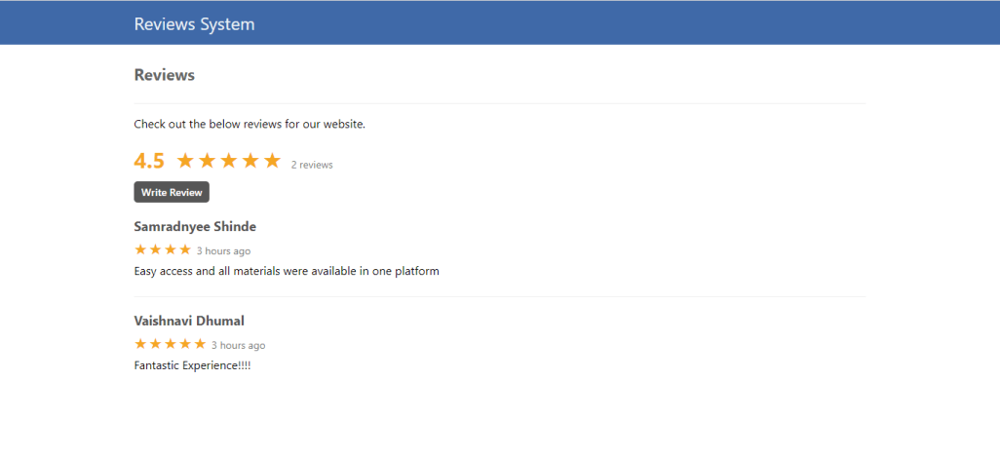 Reviews System
Reviews
Check out the below reviews for our website.
4.5 ★★★★★ 2 reviews
Write Review
Samradnyee Shinde
★★★★ 3 hours ago
Easy access and all materials were available in one platform
Vaishnavi Dhumal
★★★★★ 3 hours ago
Fantastic Experience!!!!